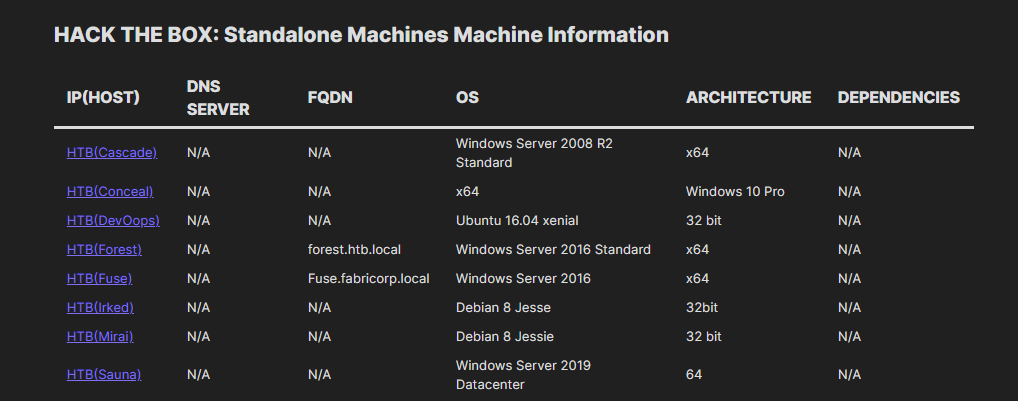 HACK THE BOX: Standalone Machines Machine Information
IP(HOST) DNS SERVER FQDN OS ARCHITECTURE DEPENDENCIES
HTB(Cascade) N/A N/A Windows Server 2008 R2 Standard x64 N/A
HTB(Conceal) N/A N/A x64 Windows 10 Pro N/A
HTB(DevOops) N/A N/A Ubuntu 16.04 xenial 32 bit N/A
HTB(Forest) N/A forest.htb.local Windows Server 2016 Standard x64 N/A
HTB(Fuse) N/A Fuse.fabricorp.local Windows Server 2016 x64 N/A
HTB(Irked) N/A N/A Debian 8 Jesse 32bit N/A
HTB(Mirai) N/A N/A Debian 8 Jessie 32 bit N/A
HTB(Sauna) N/A N/A Windows Server 2019 Datacenter 64 N/A